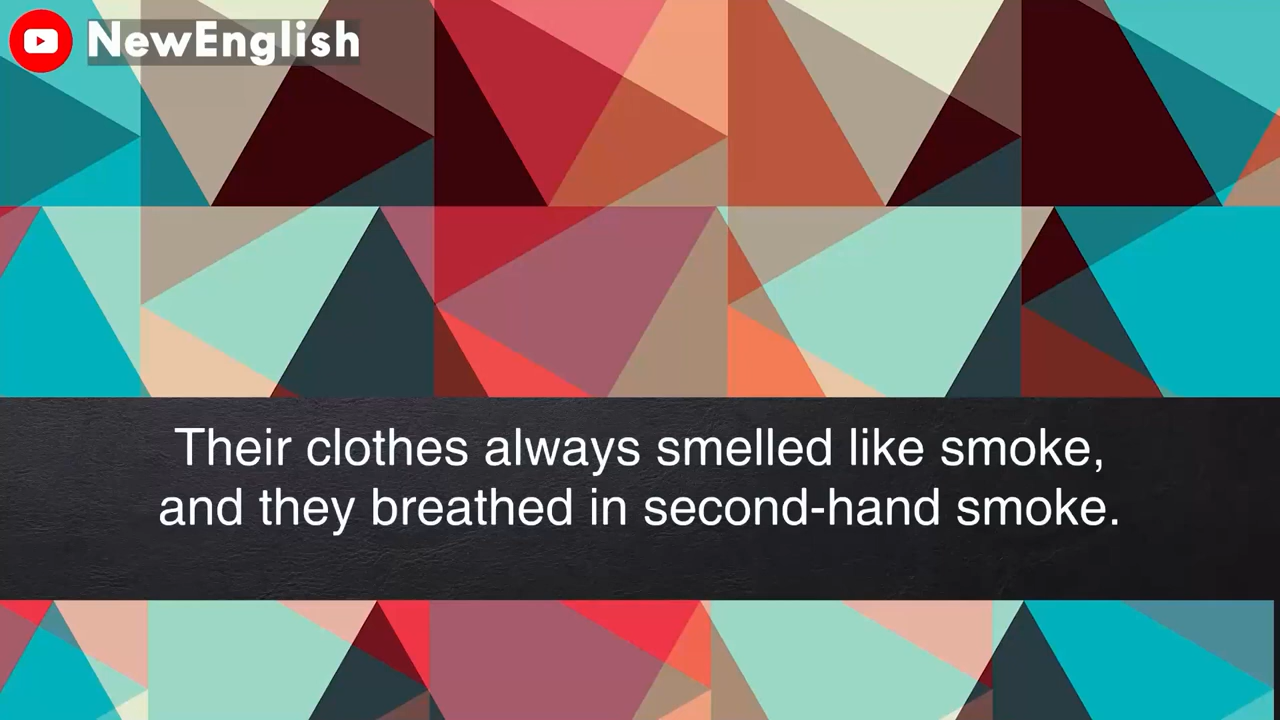 NewEnglish
Their clothes always smelled like smoke,
and they breathed in second-hand smoke.